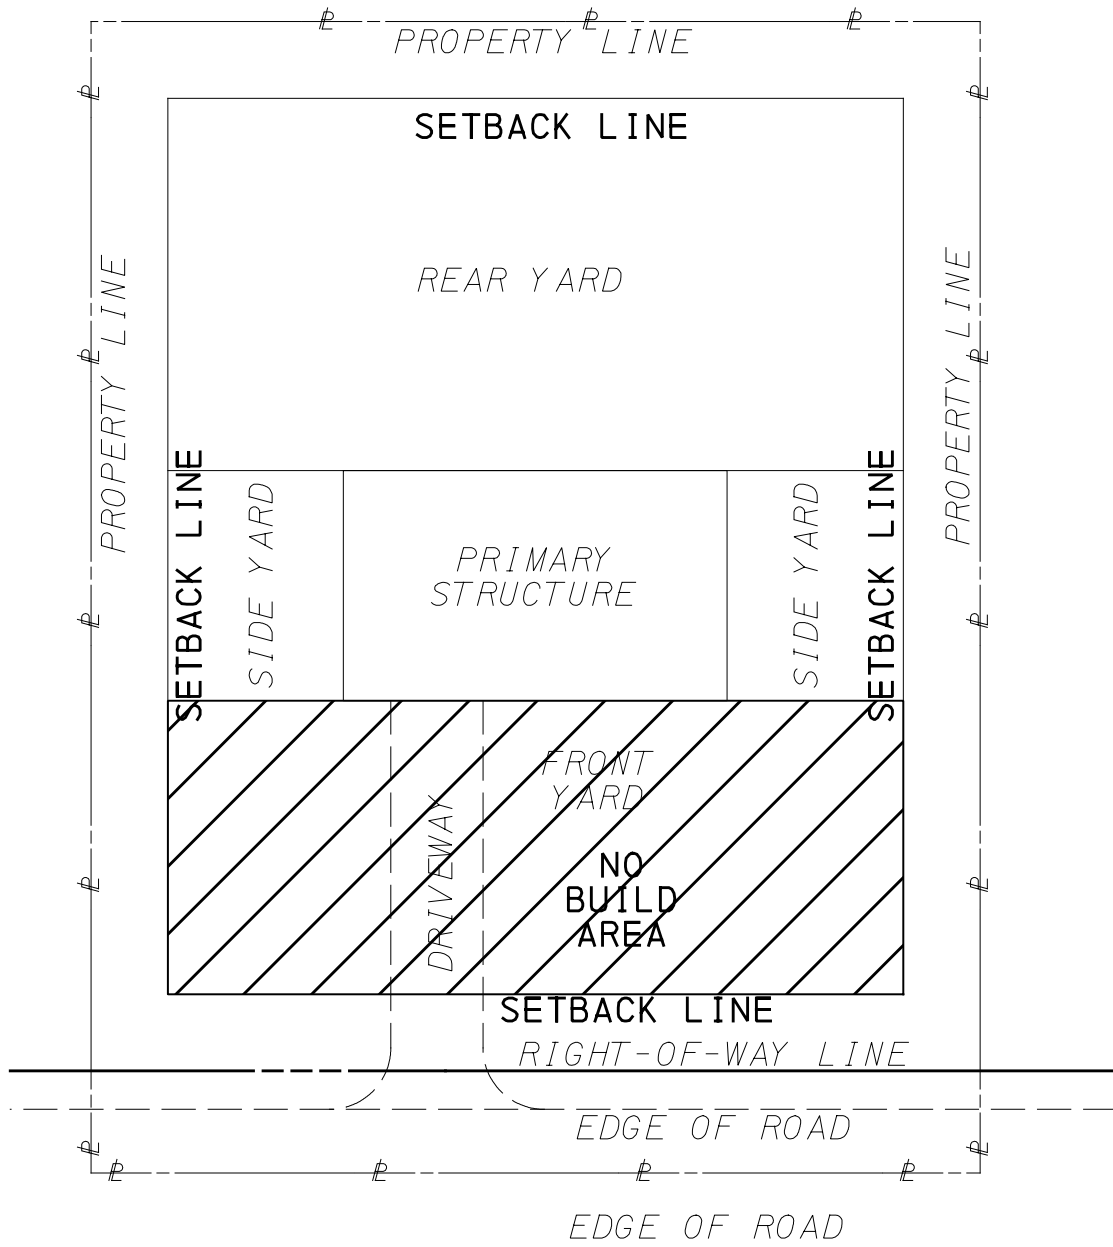 ℄
℄
℄
PROPERTY LINE
℄
℄
SETBACK LINE
PROPERTY LINE
REAR YARD
PROPERTY LINE
℄
℄
SETBACK LINE
SIDE YARD
PRIMARY
STRUCTURE
SIDE YARD
SETBACK LINE
℄
℄
FRONT
YARD
DRIVEWAY
NO
BUILD
AREA
℄
℄
SETBACK LINE
RIGHT-OF-WAY LINE
EDGE OF ROAD
℄
℄
℄
℄
℄
℄
EDGE OF ROAD